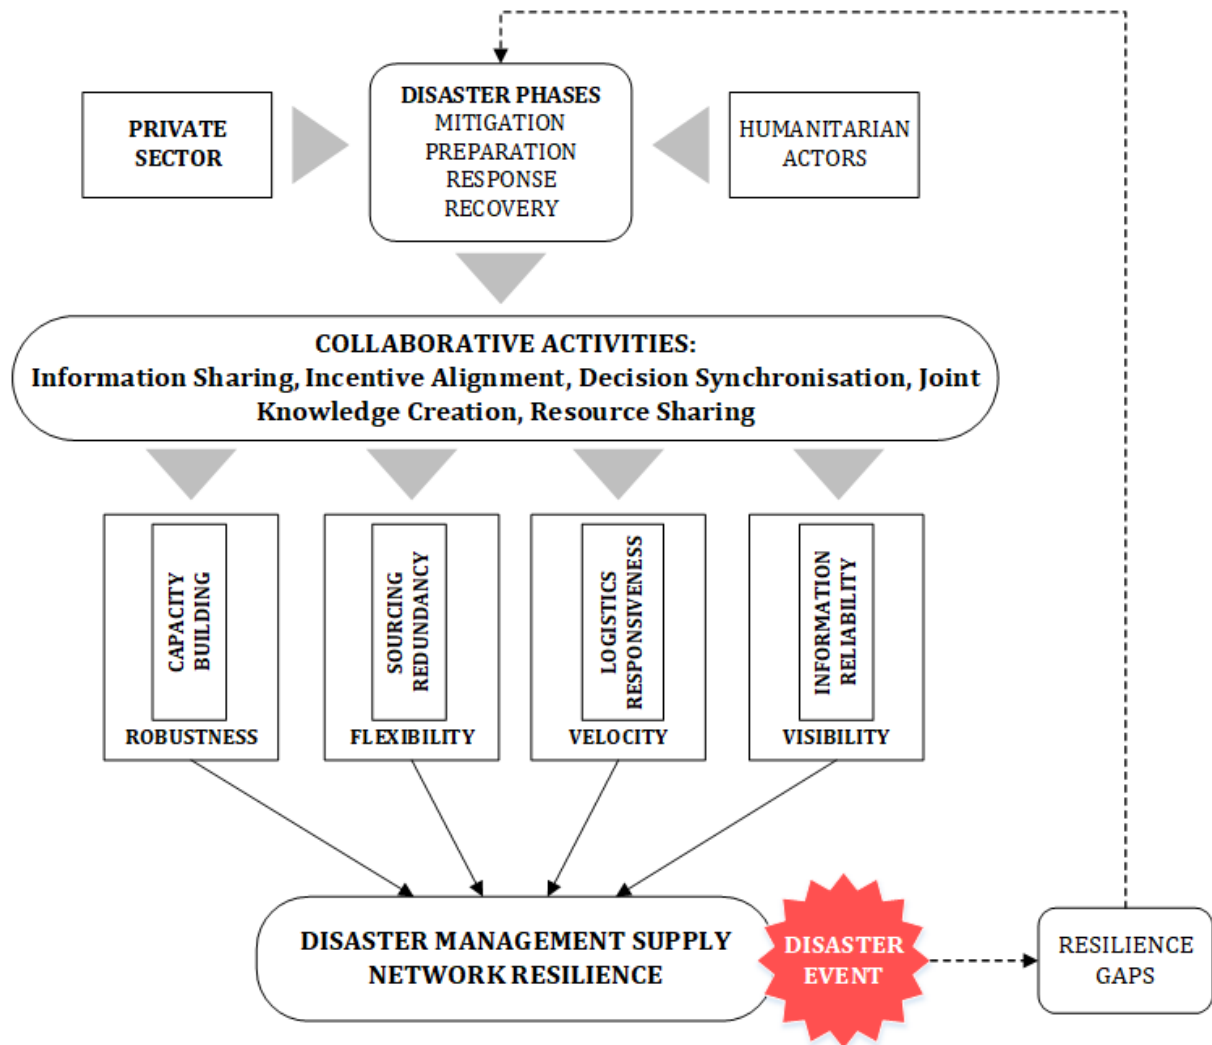 PRIVATE
SECTOR
DISASTER PHASES
MITIGATION
PREPARATION
RESPONSE
RECOVERY
HUMANITARIAN
ACTORS
COLLABORATIVE ACTIVITIES:
Information Sharing, Incentive Alignment, Decision Synchronisation, Joint
Knowledge Creation, Resource Sharing
CAPACITY
BUILDING
ROBUSTNESS
SOURCING
REDUNDANCY
FLEXIBILITY
LOGISTICS
RESPONSIVENESS
VELOCITY
INFORMATION
RELIABILITY
VISIBILITY
DISASTER MANAGEMENT SUPPLY
NETWORK RESILIENCE
DISASTER
EVENT
RESILIENCE
GAPS